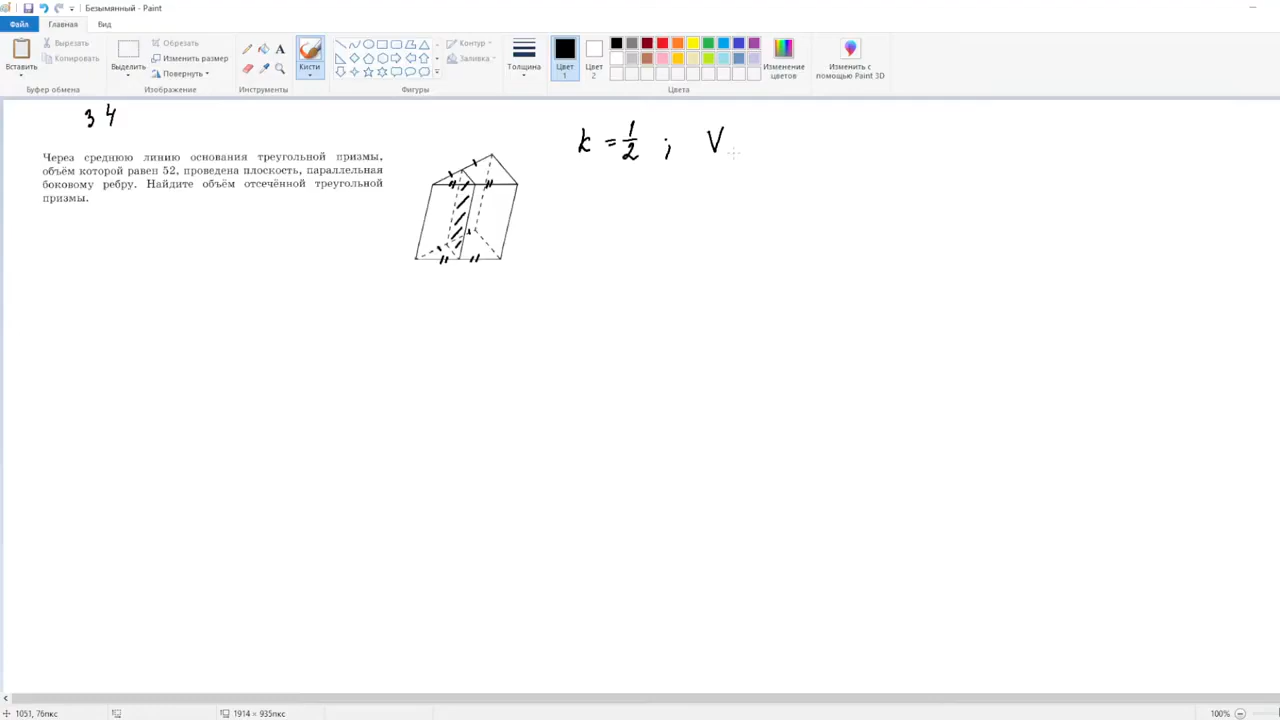 Безымянный - Paint
Файл Главная Вид
Вставить
Вырезать
Копировать
Выделить
Обрезать
Изменить размер
Повернуть
A
Кисти
Контур
Заливка
Толщина
Цвет 1
Цвет 2
Изменение цветов
Изменить с помощью Paint 3D
Буфер обмена Изображение Инструменты Фигуры Цвета
34
k = 1/2 ; V
Через среднюю линию основания треугольной призмы,
объём которой равен 52, проведена плоскость, параллельная
боковому ребру. Найдите объём отсечённой треугольной
призмы.
1051, 76пкс 1914 × 935пкс 100%